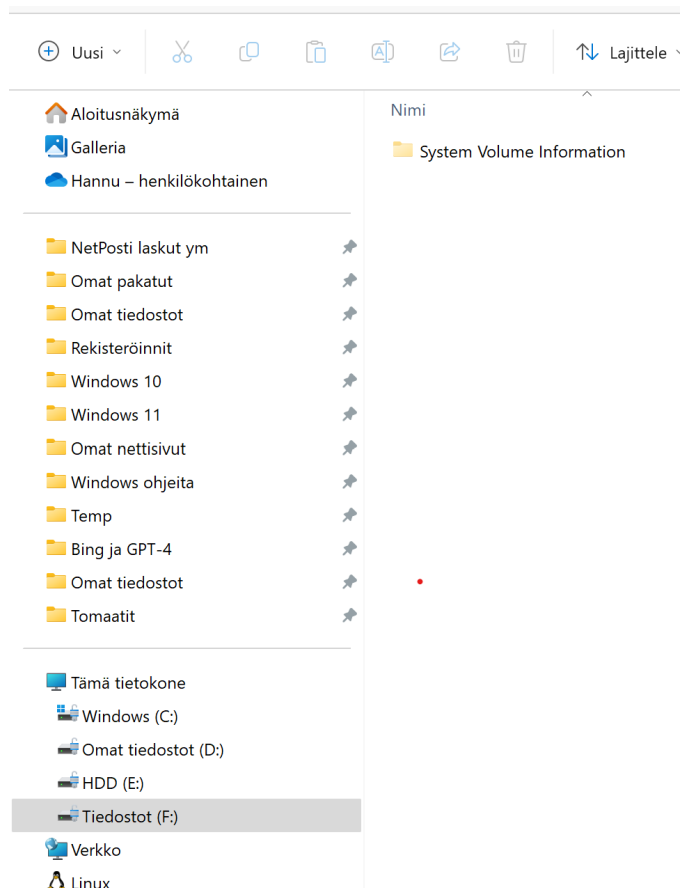 Uusi
Lajittele
Aloitusnäkymä
Galleria
Hannu – henkilökohtainen
NetPosti laskut ym
Omat pakatut
Omat tiedostot
Rekisteröinnit
Windows 10
Windows 11
Omat nettisivut
Windows ohjeita
Temp
Bing ja GPT-4
Omat tiedostot
Tomaatit
Tämä tietokone
Windows (C:)
Omat tiedostot (D:)
HDD (E:)
Tiedostot (F:)
Verkko
Linux
Nimi
System Volume Information